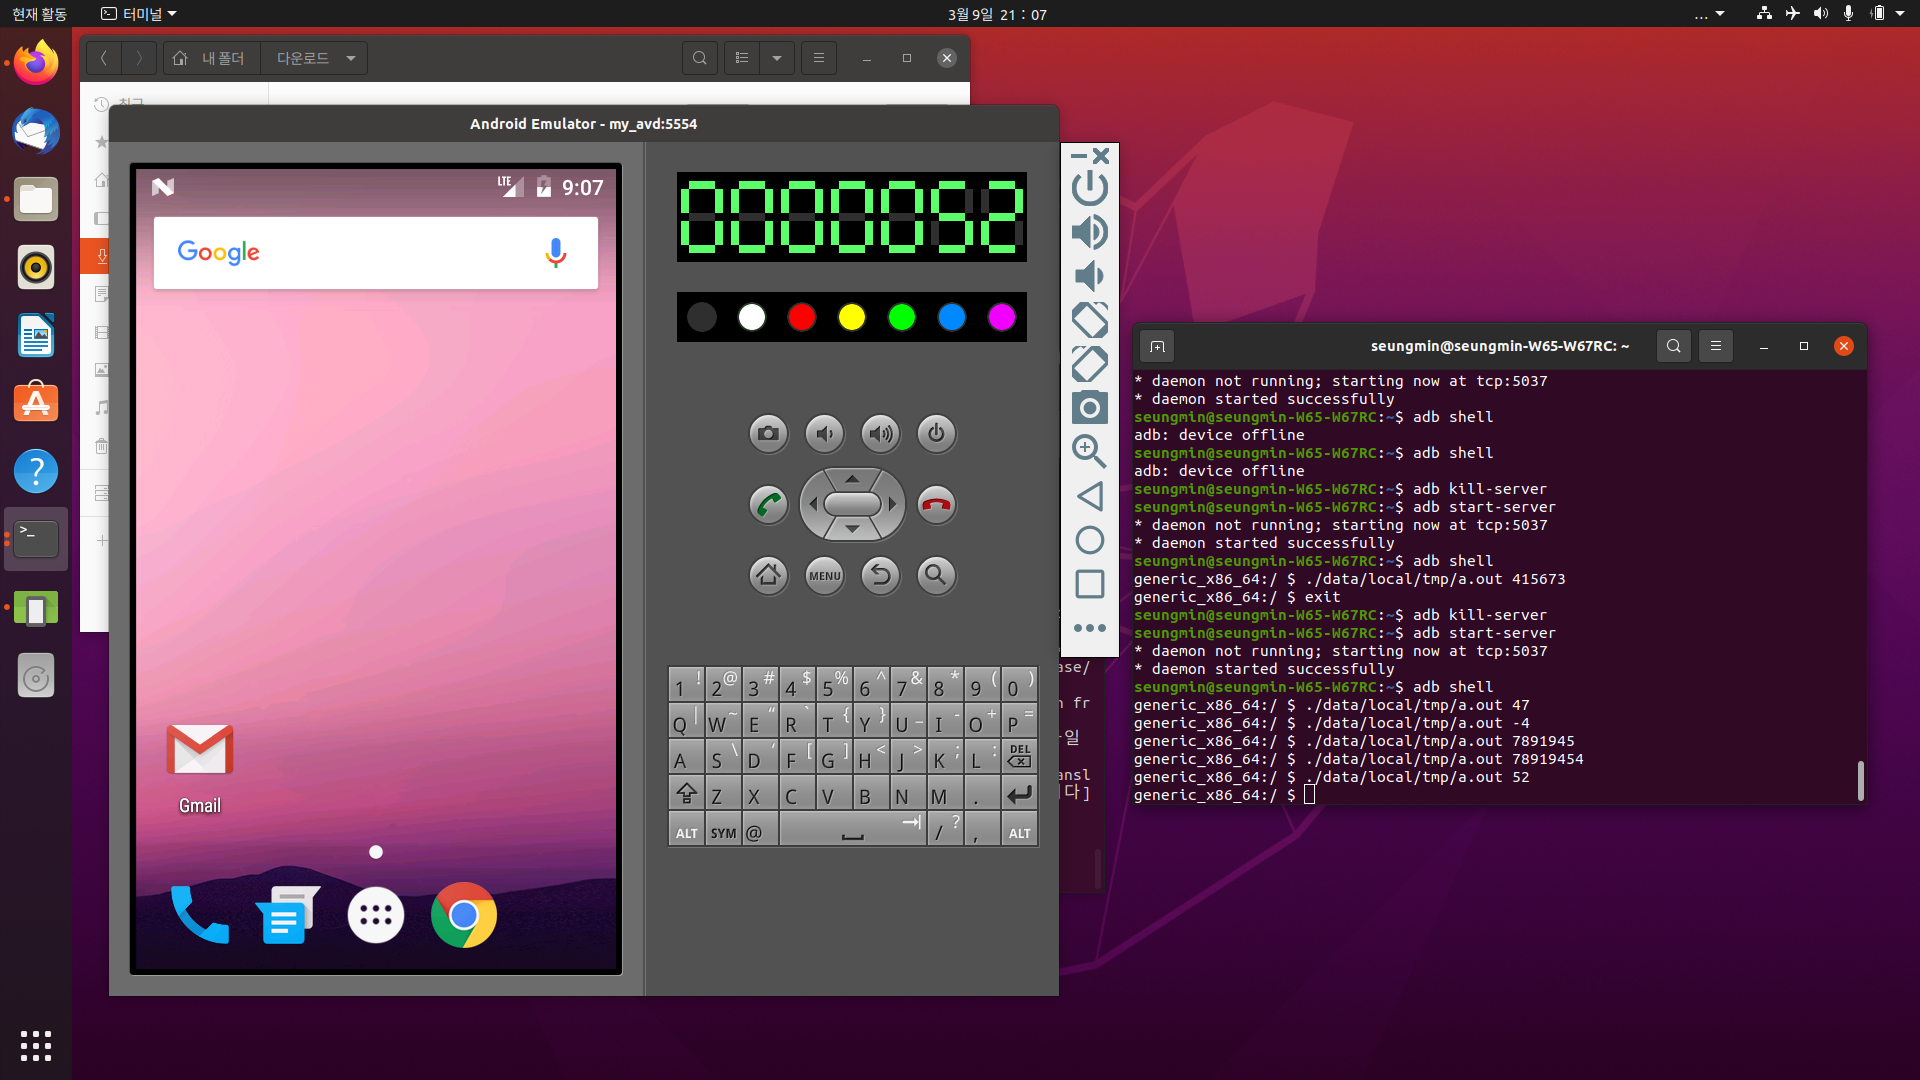 현재 활동
터미널
3월 9일 21 : 07
...
내 폴더
다운로드
최근
Android Emulator - my_avd:5554
LTE
9:07
Google
Gmail
0000052
MENU
1 ! 2 @ 3 # 4 $ 5 % 6 ^ 7 & 8 * 9 ( 0 )
Q | W ~ E “ R ` T { Y } U _ I - O + P =
A S \ D ‘ F [ G ] H < J > K ; L : DEL
Z X C V B N M .
ALT SYM @ / ? , ALT
ase/
n fr
일
ansl
다]
seungmin@seungmin-W65-W67RC: ~
* daemon not running; starting now at tcp:5037
* daemon started successfully
seungmin@seungmin-W65-W67RC:~$ adb shell
adb: device offline
seungmin@seungmin-W65-W67RC:~$ adb shell
adb: device offline
seungmin@seungmin-W65-W67RC:~$ adb kill-server
seungmin@seungmin-W65-W67RC:~$ adb start-server
* daemon not running; starting now at tcp:5037
* daemon started successfully
seungmin@seungmin-W65-W67RC:~$ adb shell
generic_x86_64:/ $ ./data/local/tmp/a.out 415673
generic_x86_64:/ $ exit
seungmin@seungmin-W65-W67RC:~$ adb kill-server
seungmin@seungmin-W65-W67RC:~$ adb start-server
* daemon not running; starting now at tcp:5037
* daemon started successfully
seungmin@seungmin-W65-W67RC:~$ adb shell
generic_x86_64:/ $ ./data/local/tmp/a.out 47
generic_x86_64:/ $ ./data/local/tmp/a.out -4
generic_x86_64:/ $ ./data/local/tmp/a.out 7891945
generic_x86_64:/ $ ./data/local/tmp/a.out 78919454
generic_x86_64:/ $ ./data/local/tmp/a.out 52
generic_x86_64:/ $